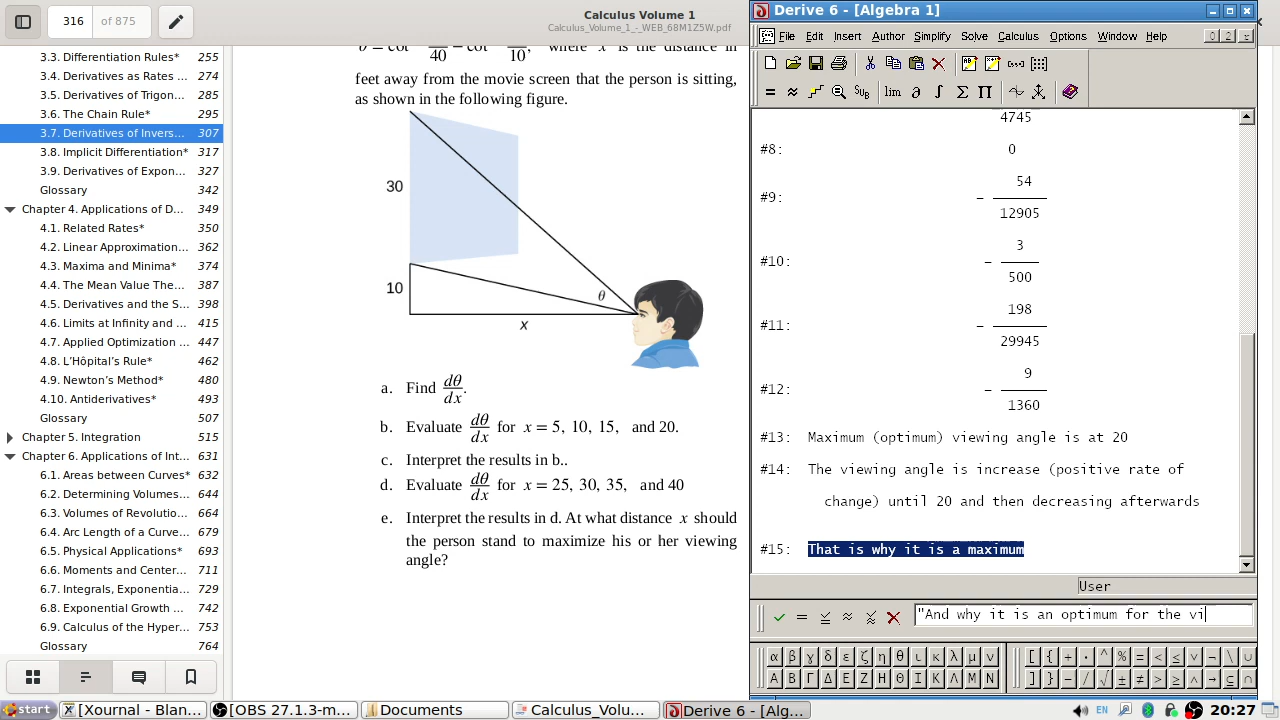 316 of 875
Calculus Volume 1
Calculus_Volume_1_-_WEB_68M1Z5W.pdf
3.3. Differentiation Rules* 255
3.4. Derivatives as Rates ... 274
3.5. Derivatives of Trigon... 285
3.6. The Chain Rule* 295
3.7. Derivatives of Invers... 307
3.8. Implicit Differentiation* 317
3.9. Derivatives of Expon... 327
Glossary 342
Chapter 4. Applications of D... 349
4.1. Related Rates* 350
4.2. Linear Approximation... 362
4.3. Maxima and Minima* 374
4.4. The Mean Value The... 387
4.5. Derivatives and the S... 398
4.6. Limits at Infinity and ... 415
4.7. Applied Optimization ... 447
4.8. L'Hôpital's Rule* 462
4.9. Newton's Method* 480
4.10. Antiderivatives* 493
Glossary 507
Chapter 5. Integration 515
Chapter 6. Applications of Int... 631
6.1. Areas between Curves* 632
6.2. Determining Volumes... 644
6.3. Volumes of Revolutio... 664
6.4. Arc Length of a Curve... 679
6.5. Physical Applications* 693
6.6. Moments and Center... 711
6.7. Integrals, Exponentia... 729
6.8. Exponential Growth ... 742
6.9. Calculus of the Hyper... 753
Glossary 764
θ = cot 40 − cot 10, where x is the distance in
feet away from the movie screen that the person is sitting,
as shown in the following figure.
30
10
θ
x
a. Find dθ/dx.
b. Evaluate dθ/dx for x = 5, 10, 15, and 20.
c. Interpret the results in b..
d. Evaluate dθ/dx for x = 25, 30, 35, and 40
e. Interpret the results in d. At what distance x should
the person stand to maximize his or her viewing
angle?
Derive 6 - [Algebra 1]
File Edit Insert Author Simplify Solve Calculus Options Window Help
= ≈ SUB lim ∂ ∫ Σ Π
4745
#8: 0
#9: - 54/12905
#10: - 3/500
#11: - 198/29945
#12: - 9/1360
#13: Maximum (optimum) viewing angle is at 20
#14: The viewing angle is increase (positive rate of
change) until 20 and then decreasing afterwards
#15: That is why it is a maximum
User
"And why it is an optimum for the vi
α β γ δ ε ζ η θ ι κ λ μ ν
Α Β Γ Δ Ε Ζ Η Θ Ι Κ Λ Μ Ν
start [Xournal - Blan... [OBS 27.1.3-m... Documents Calculus_Volu... Derive 6 - [Alg... EN 20:27